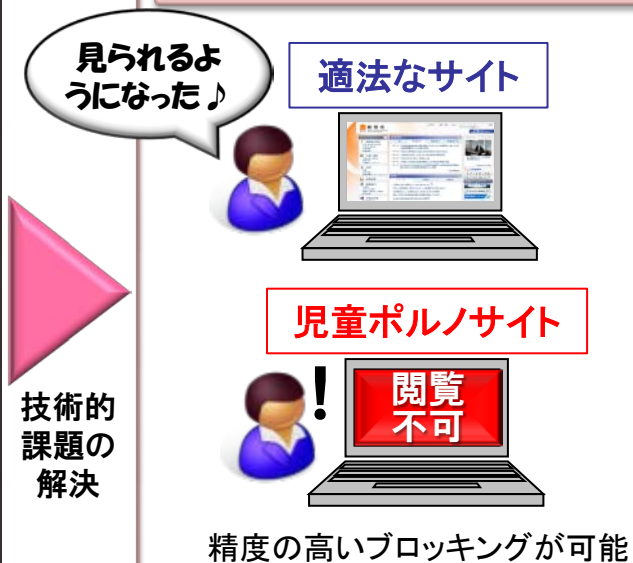 見られるよ
うになった♪
適法なサイト
児童ポルノサイト
閲覧
不可
技術的
課題の
解決
精度の高いブロッキングが可能